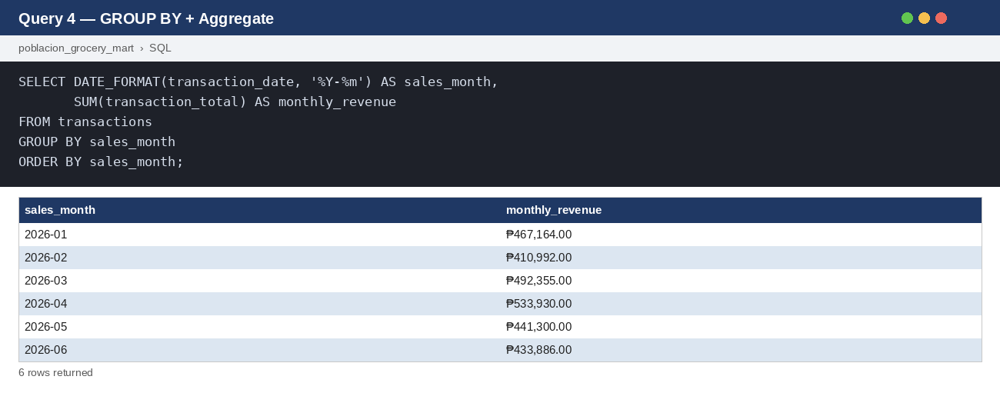 Query 4 — GROUP BY + Aggregate
poblacion_grocery_mart › SQL
SELECT DATE_FORMAT(transaction_date, '%Y-%m') AS sales_month,
       SUM(transaction_total) AS monthly_revenue
FROM transactions
GROUP BY sales_month
ORDER BY sales_month;
sales_month monthly_revenue
2026-01 ₱467,164.00
2026-02 ₱410,992.00
2026-03 ₱492,355.00
2026-04 ₱533,930.00
2026-05 ₱441,300.00
2026-06 ₱433,886.00
6 rows returned